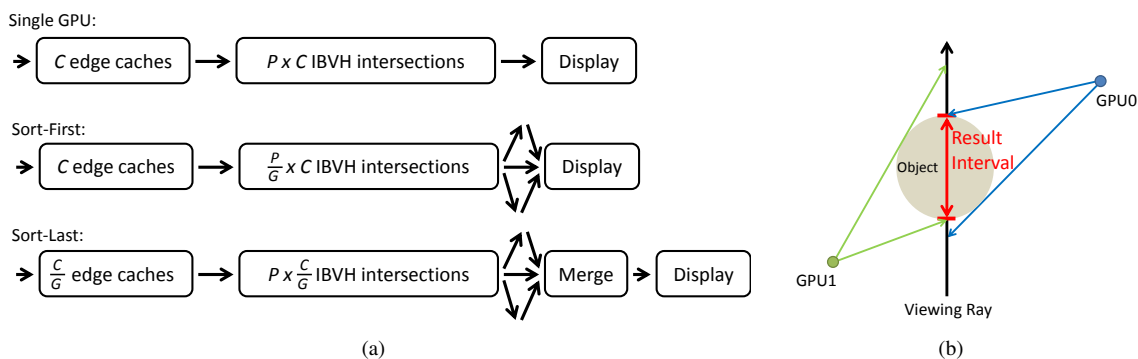 Single GPU:
C edge caches
P x C IBVH intersections
Display
Sort-First:
C edge caches
P/G x C IBVH intersections
Display
Sort-Last:
C/G edge caches
P x C/G IBVH intersections
Merge
Display
(a)
GPU0
Result
Interval
Object
GPU1
Viewing Ray
(b)